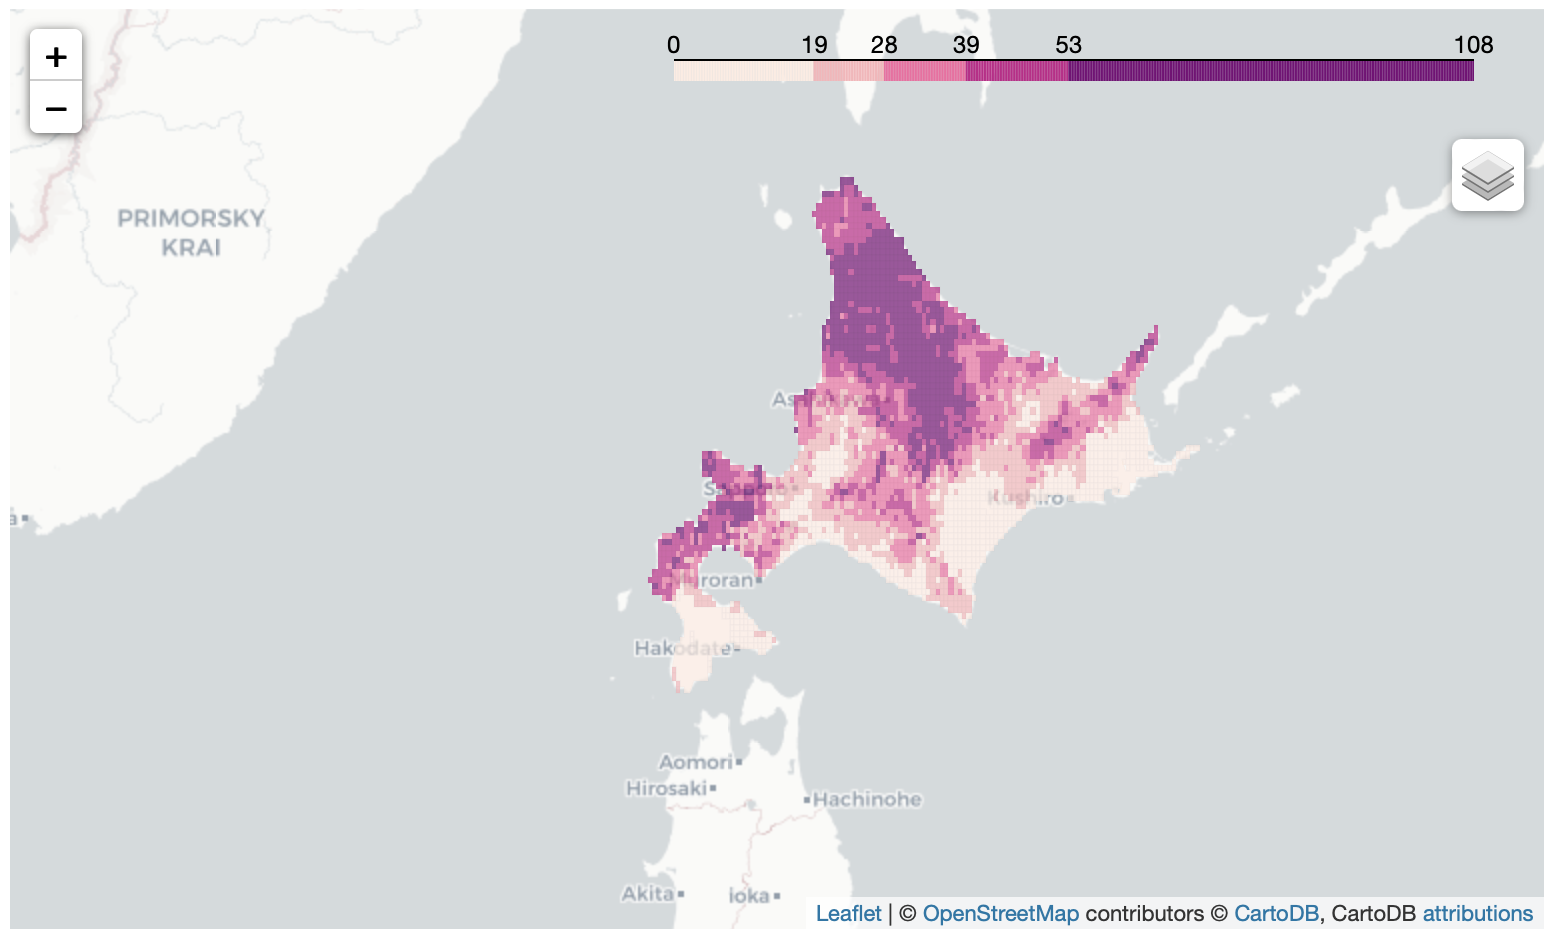 +
−
0 19 28 39 53 108
PRIMORSKY
KRAI
Sapporo
Kushiro
Muroran
Hakodate
Aomori
Hirosaki
Hachinohe
Akita
ioka
Leaflet | © OpenStreetMap contributors © CartoDB, CartoDB attributions